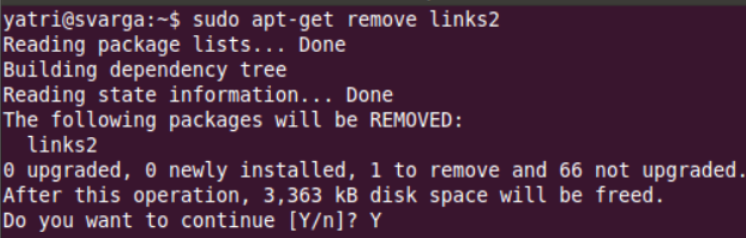 yatri@svarga:~$ sudo apt-get remove links2
Reading package lists... Done
Building dependency tree
Reading state information... Done
The following packages will be REMOVED:
  links2
0 upgraded, 0 newly installed, 1 to remove and 66 not upgraded.
After this operation, 3,363 kB disk space will be freed.
Do you want to continue [Y/n]? Y